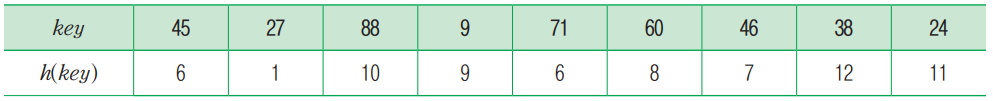 key 45 27 88 9 71 60 46 38 24
h(key) 6 1 10 9 6 8 7 12 11